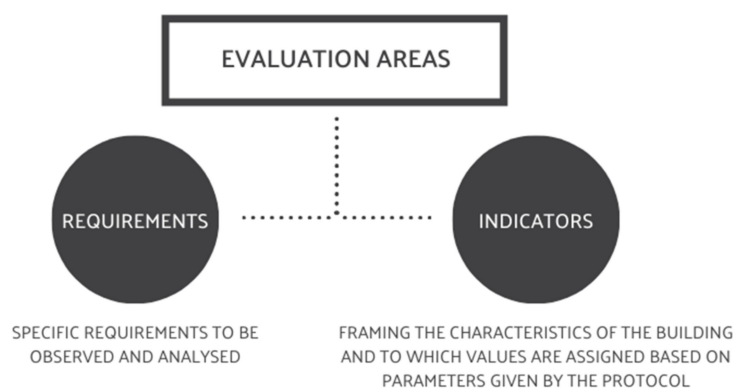 EVALUATION AREAS
REQUIREMENTS
INDICATORS
SPECIFIC REQUIREMENTS TO BE
OBSERVED AND ANALYSED
FRAMING THE CHARACTERISTICS OF THE BUILDING
AND TO WHICH VALUES ARE ASSIGNED BASED ON
PARAMETERS GIVEN BY THE PROTOCOL